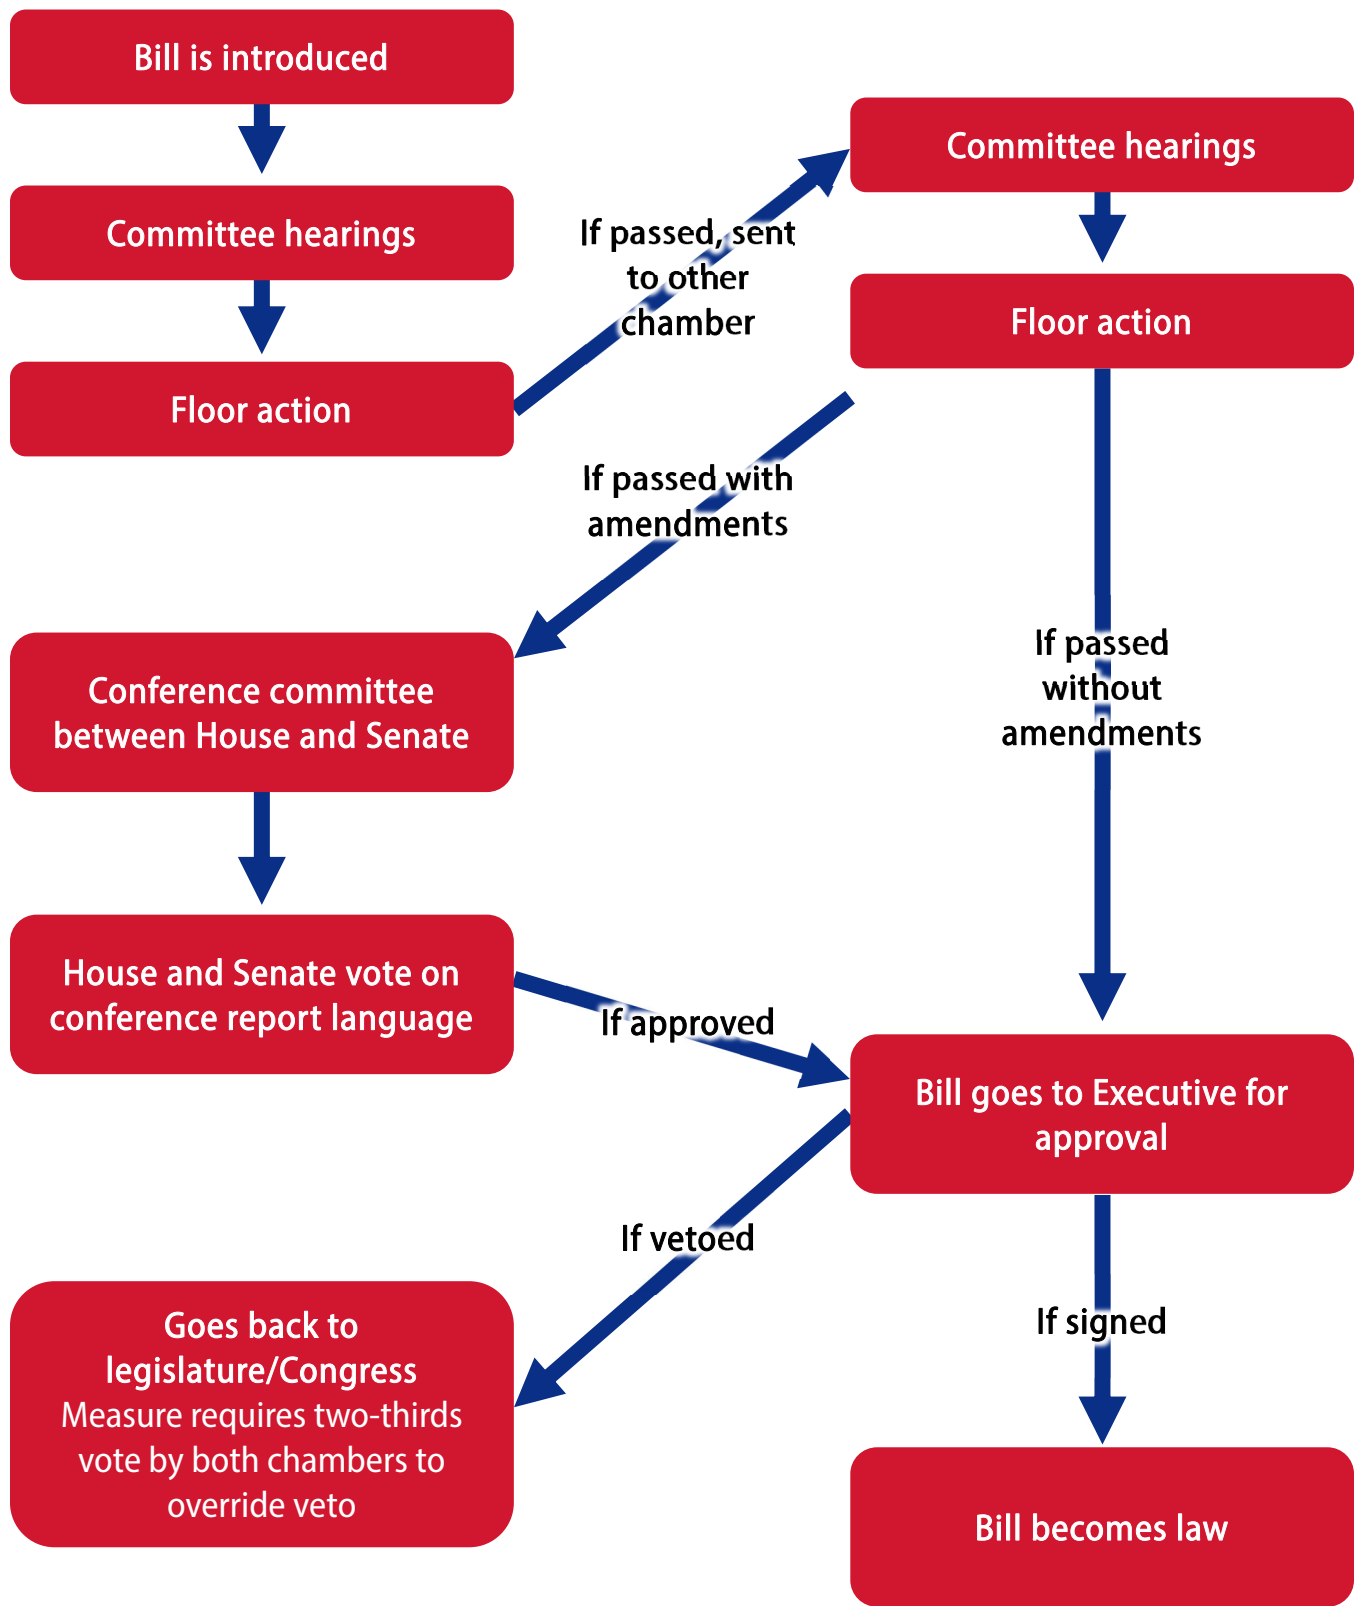 Bill is introduced
Committee hearings
Floor action
If passed, sent
to other
chamber
Committee hearings
Floor action
If passed with
amendments
If passed
without
amendments
Conference committee
between House and Senate
House and Senate vote on
conference report language
If approved
Bill goes to Executive for
approval
If vetoed
If signed
Goes back to
legislature/Congress
Measure requires two-thirds
vote by both chambers to
override veto
Bill becomes law